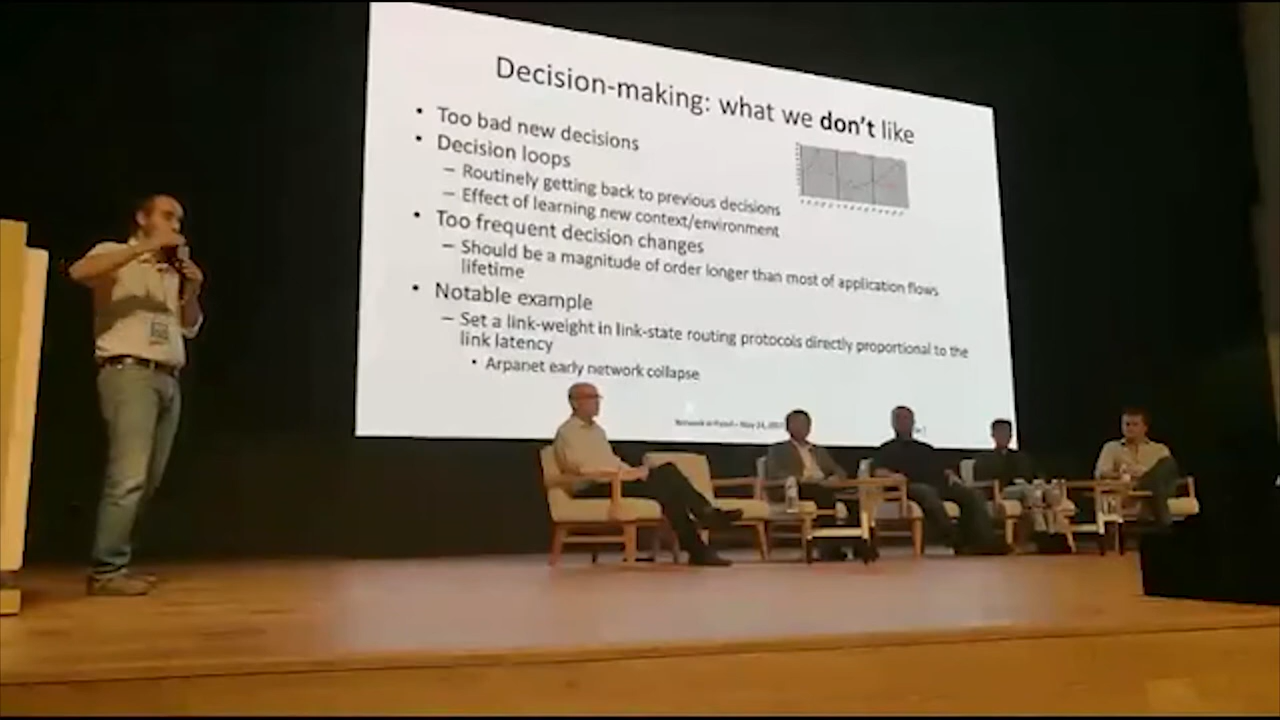 Decision-making: what we don't like
• Too bad new decisions
• Decision loops
– Routinely getting back to previous decisions
– Effect of learning new context/environment
• Too frequent decision changes
– Should be a magnitude of order longer than most of application flows
lifetime
• Notable example
– Set a link-weight in link-state routing protocols directly proportional to the
link latency
• Arpanet early network collapse